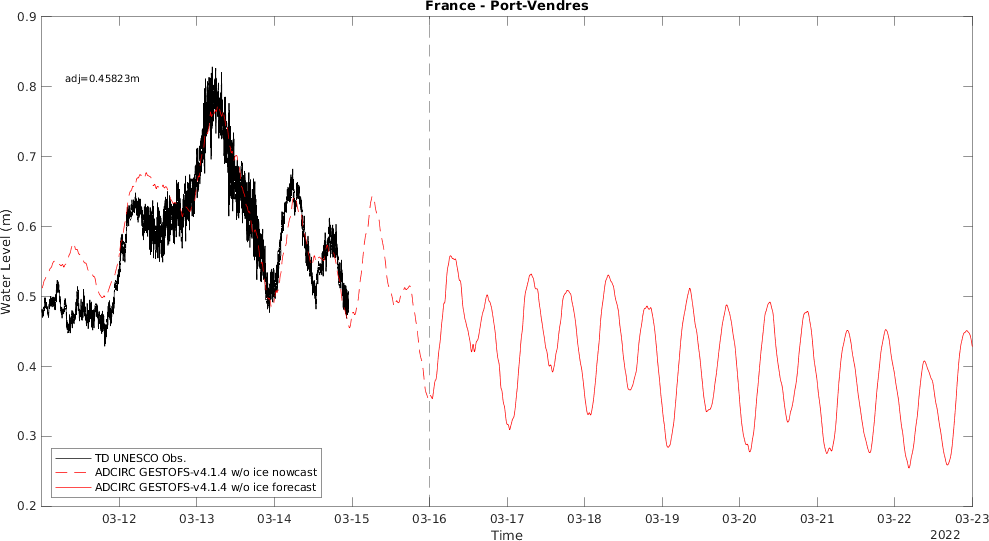 France - Port-Vendres
0.9
0.8
0.7
0.6
0.5
0.4
0.3
0.2
Water Level (m)
adj=0.45823m
TD UNESCO Obs.
ADCIRC GESTOFS-v4.1.4 w/o ice nowcast
ADCIRC GESTOFS-v4.1.4 w/o ice forecast
03-12 03-13 03-14 03-15 03-16 03-17 03-18 03-19 03-20 03-21 03-22 03-23
Time
2022